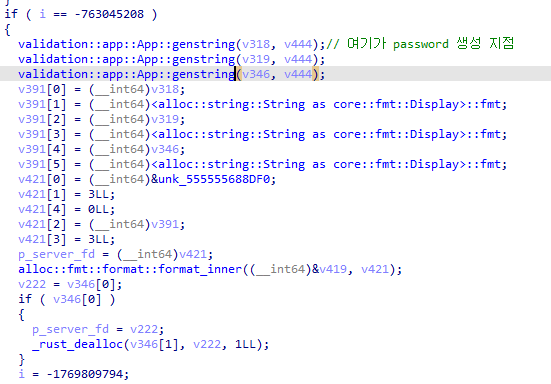 }
if ( i == -763045208 )
{
validation::app::App::genstring(v318, v444);// 여기가 password 생성 지점
validation::app::App::genstring(v319, v444);
validation::app::App::genstring(v346, v444);
v391[0] = (__int64)v318;
v391[1] = (__int64)<alloc::string::String as core::fmt::Display>::fmt;
v391[2] = (__int64)v319;
v391[3] = (__int64)<alloc::string::String as core::fmt::Display>::fmt;
v391[4] = (__int64)v346;
v391[5] = (__int64)<alloc::string::String as core::fmt::Display>::fmt;
v421[0] = (__int64)&unk_555555688DF0;
v421[1] = 3LL;
v421[4] = 0LL;
v421[2] = (__int64)v391;
v421[3] = 3LL;
p_server_fd = (__int64)v421;
alloc::fmt::format::format_inner((__int64)&v419, v421);
v222 = v346[0];
if ( v346[0] )
{
p_server_fd = v222;
_rust_dealloc(v346[1], v222, 1LL);
}
i = -1769809794;